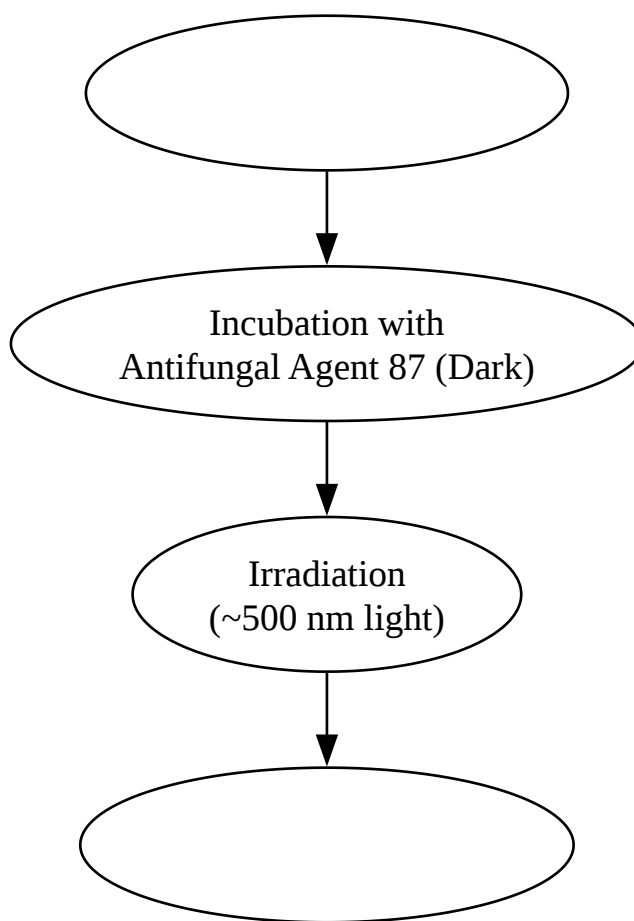 Incubation with
Antifungal Agent 87 (Dark)
Irradiation
(~500 nm light)